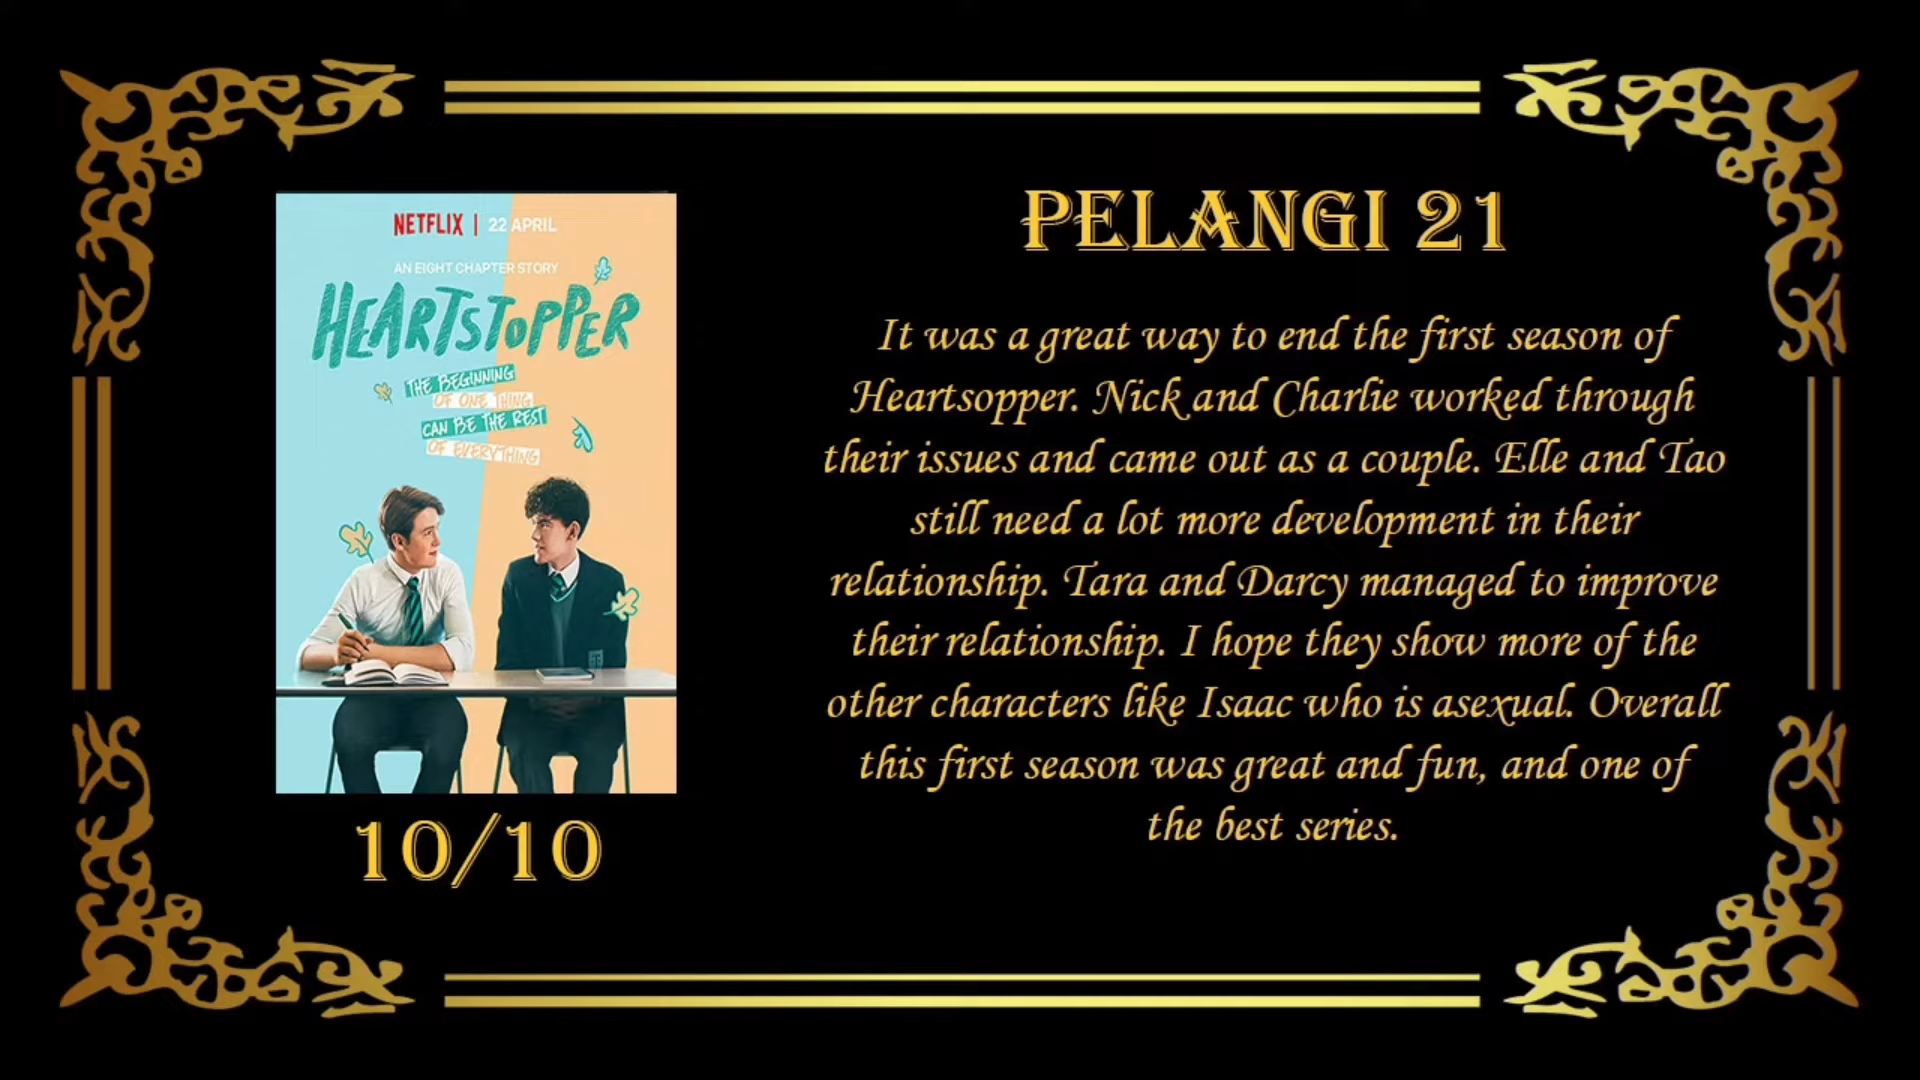 NETFLIX | 22 APRIL
AN EIGHT CHAPTER STORY
HEARTSTOPPER
THE BEGINNING
OF ONE THING
CAN BE THE REST
OF EVERYTHING
10/10
PELANGI 21
It was a great way to end the first season of
Heartsopper. Nick and Charlie worked through
their issues and came out as a couple. Elle and Tao
still need a lot more development in their
relationship. Tara and Darcy managed to improve
their relationship. I hope they show more of the
other characters like Isaac who is asexual. Overall
this first season was great and fun, and one of
the best series.